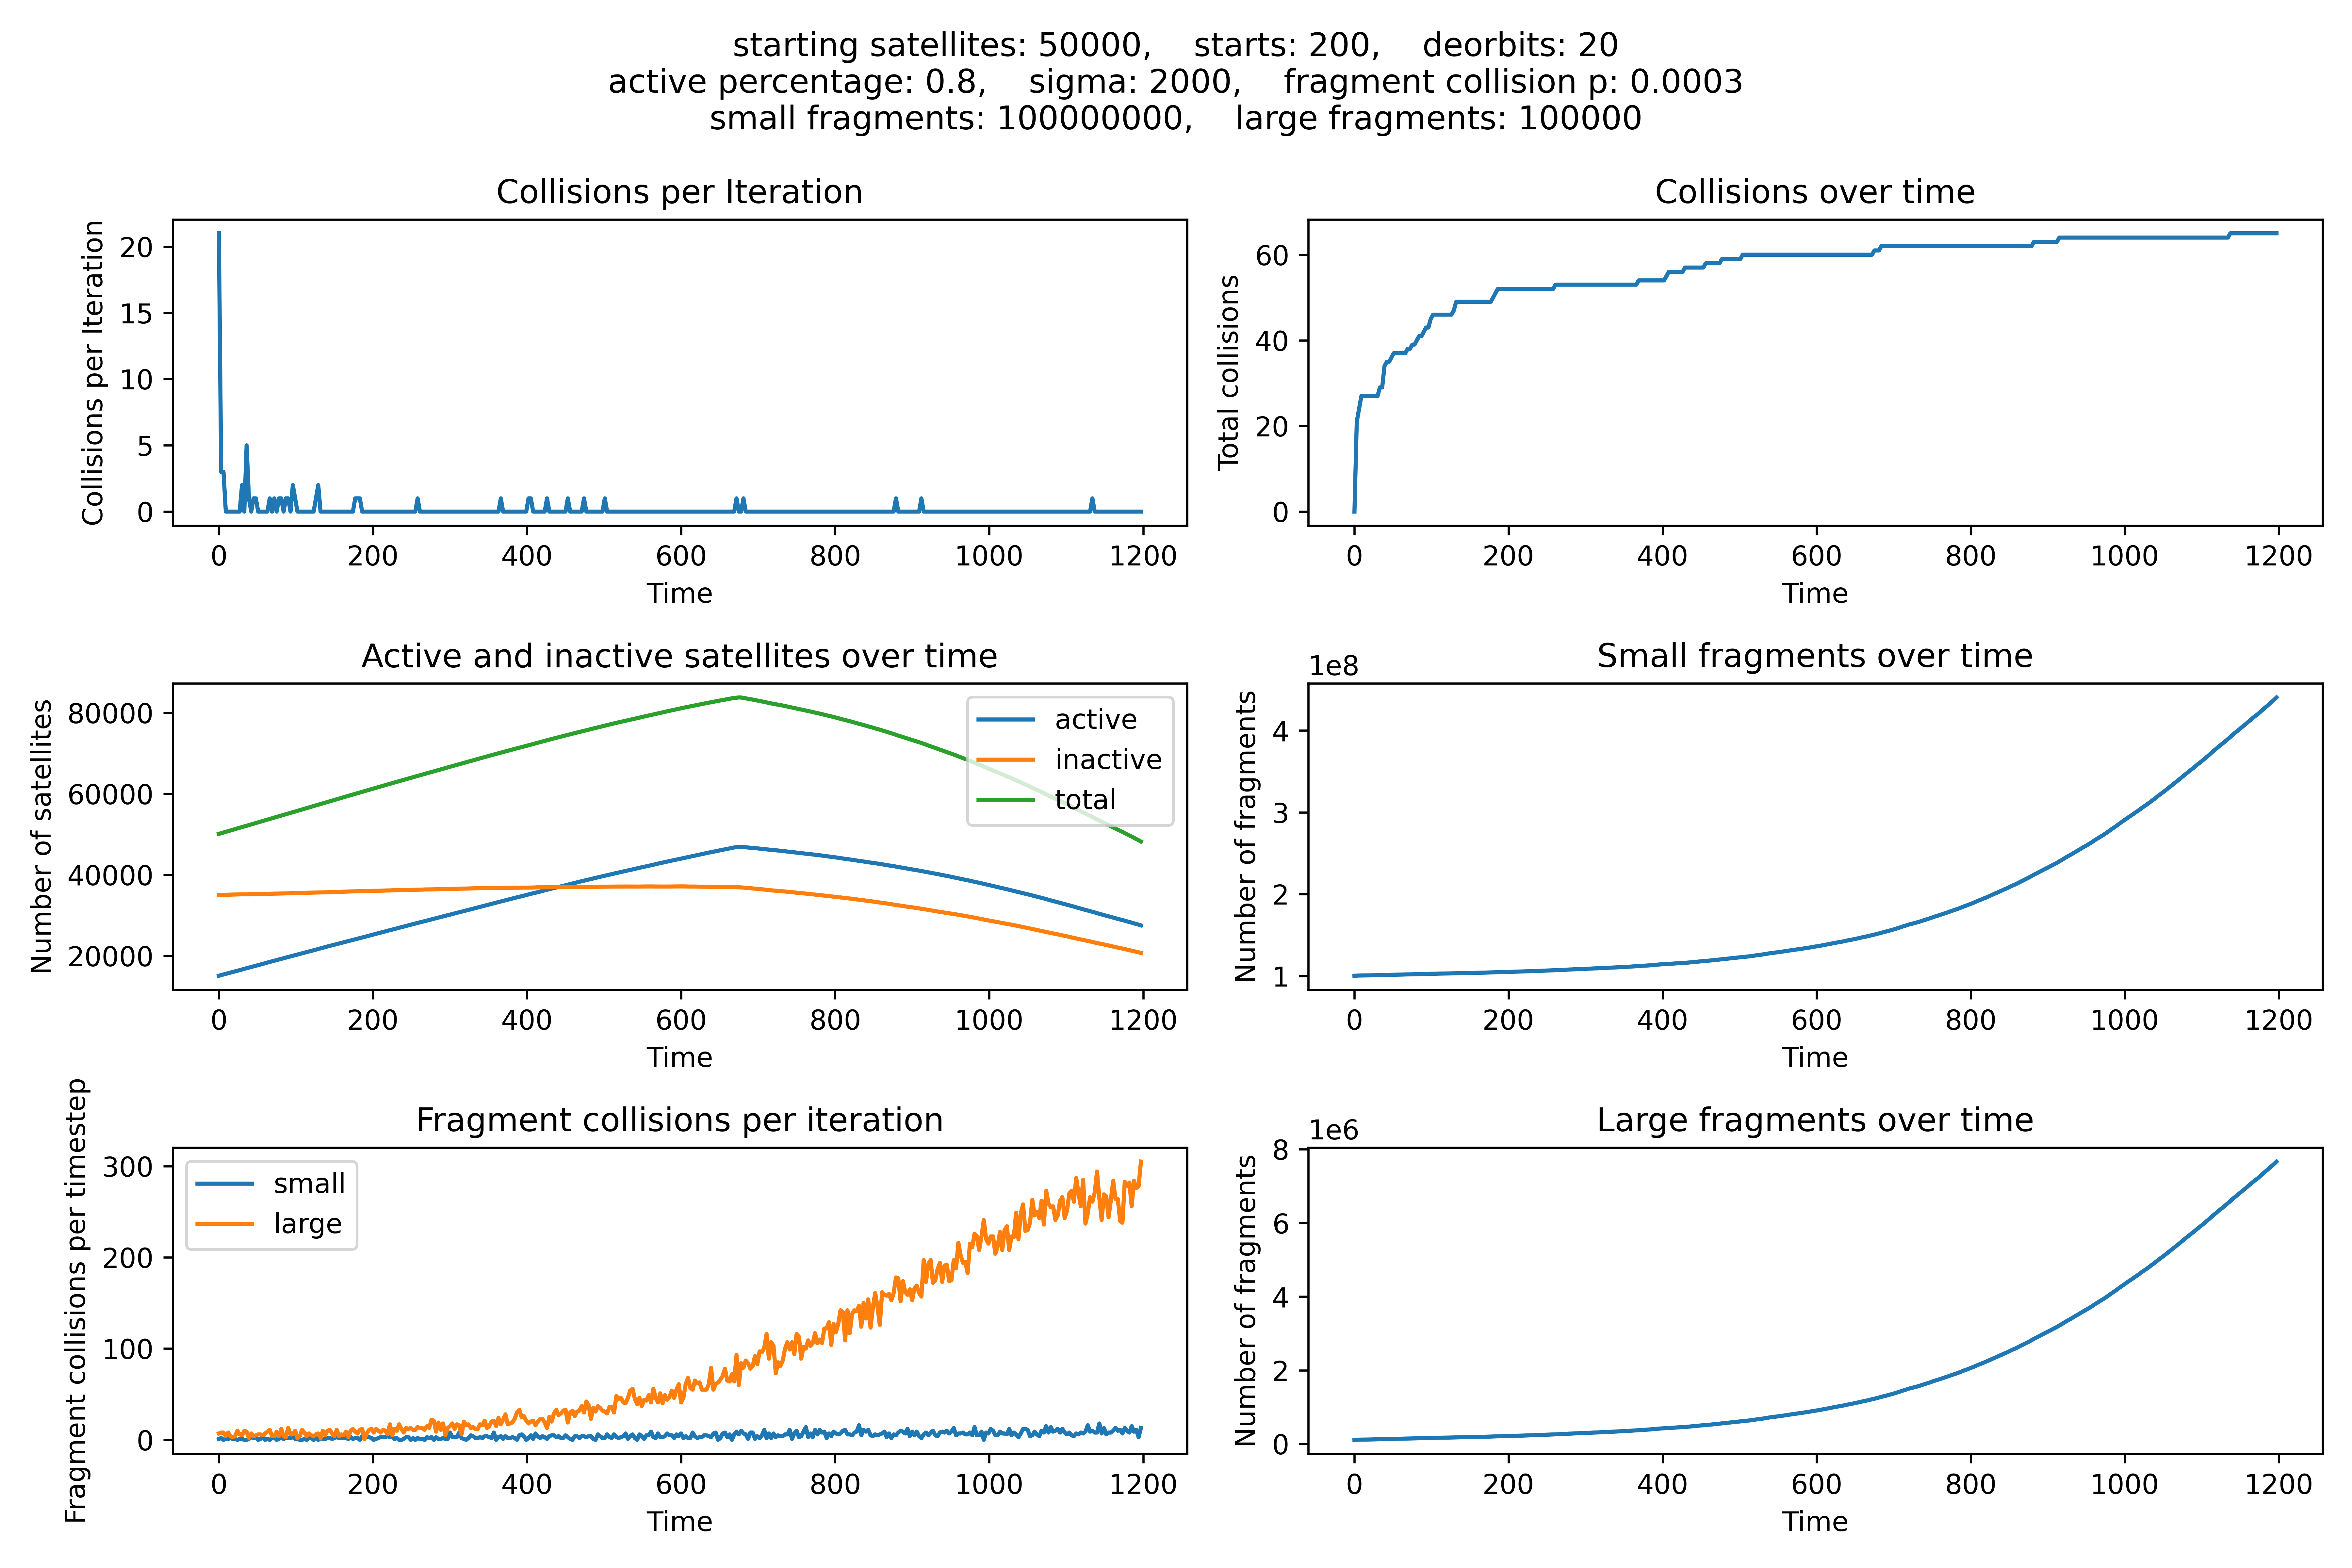 starting satellites: 50000,    starts: 200,    deorbits: 20
active percentage: 0.8,    sigma: 2000,    fragment collision p: 0.0003
small fragments: 100000000,    large fragments: 100000
Collisions per Iteration
Collisions per Iteration
20
15
10
5
0
0 200 400 600 800 1000 1200
Time
Collisions over time
Total collisions
60
40
20
0
0 200 400 600 800 1000 1200
Time
Active and inactive satellites over time
Number of satellites
80000
60000
40000
20000
active
inactive
total
0 200 400 600 800 1000 1200
Time
Small fragments over time
1e8
Number of fragments
4
3
2
1
0 200 400 600 800 1000 1200
Time
Fragment collisions per iteration
Fragment collisions per timestep
300
200
100
0
small
large
0 200 400 600 800 1000 1200
Time
Large fragments over time
1e6
Number of fragments
8
6
4
2
0
0 200 400 600 800 1000 1200
Time